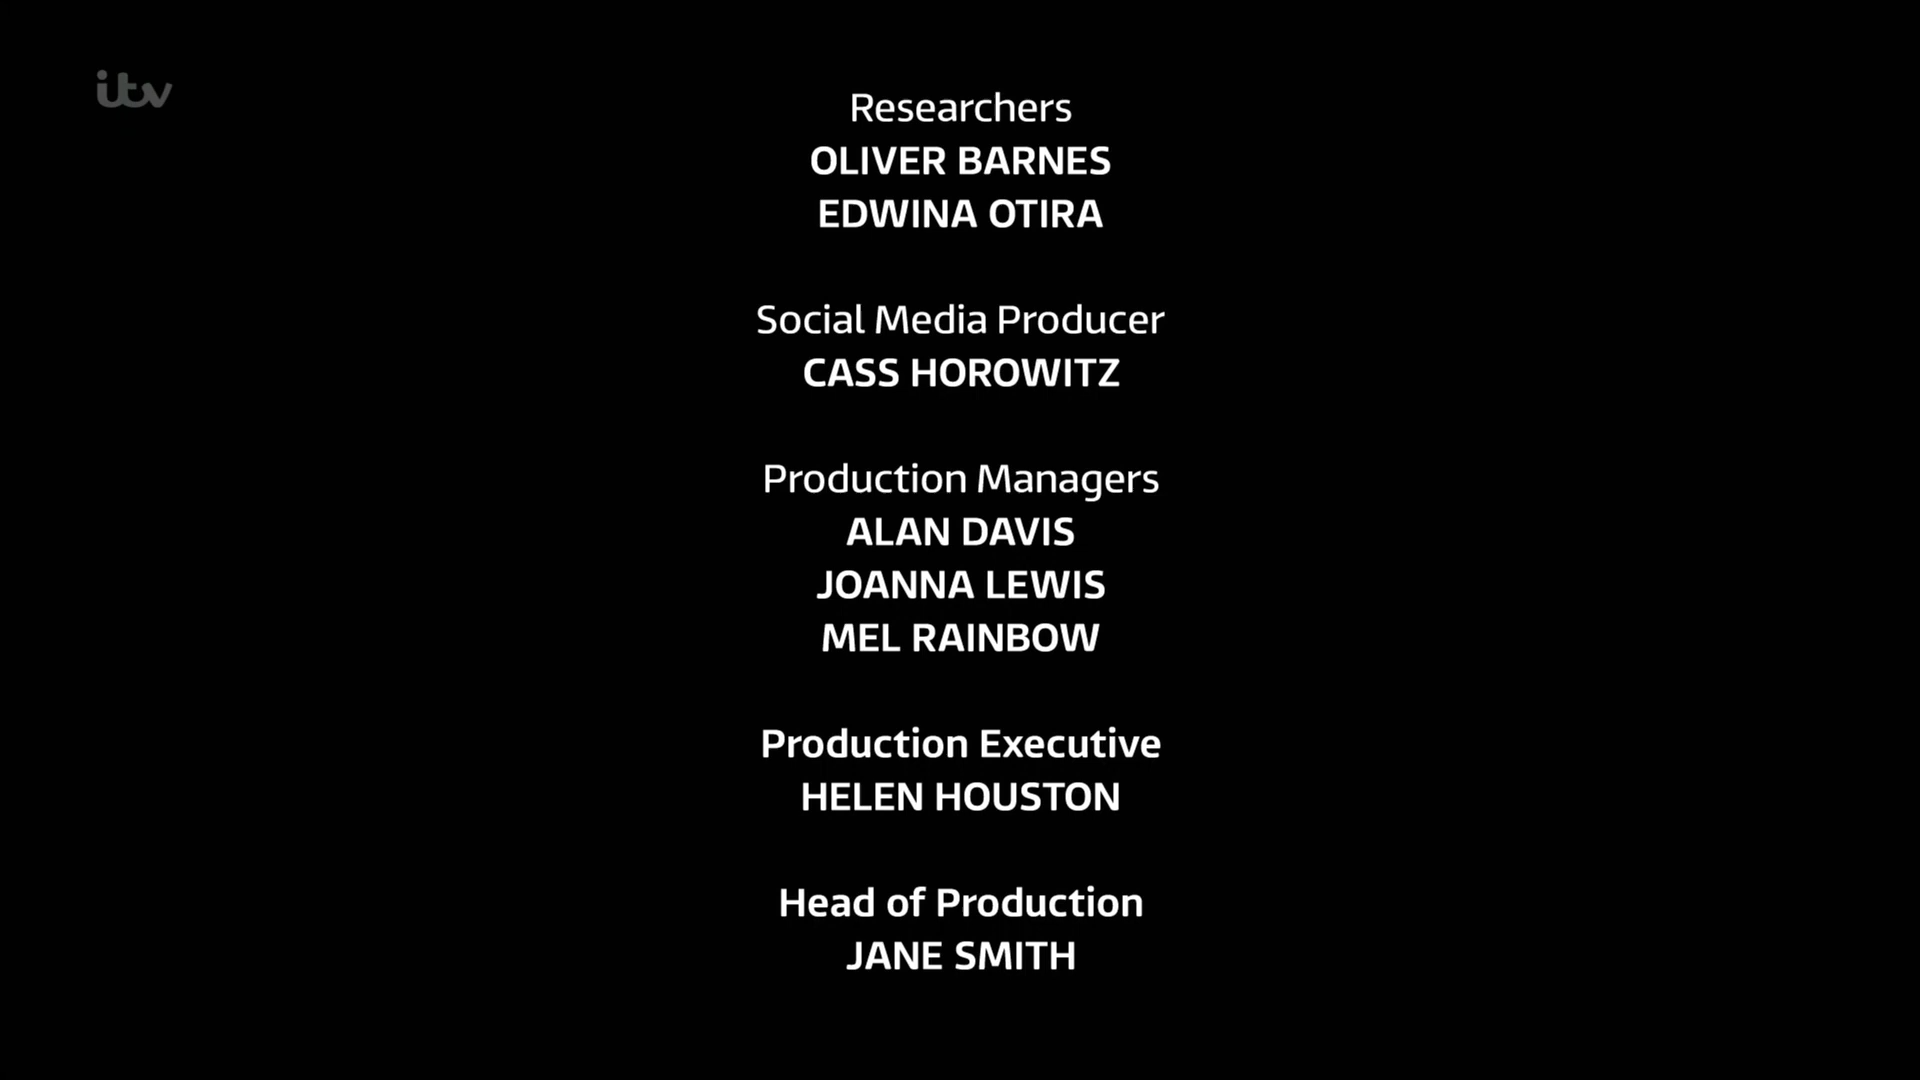 itv
Researchers
OLIVER BARNES
EDWINA OTIRA
Social Media Producer
CASS HOROWITZ
Production Managers
ALAN DAVIS
JOANNA LEWIS
MEL RAINBOW
Production Executive
HELEN HOUSTON
Head of Production
JANE SMITH